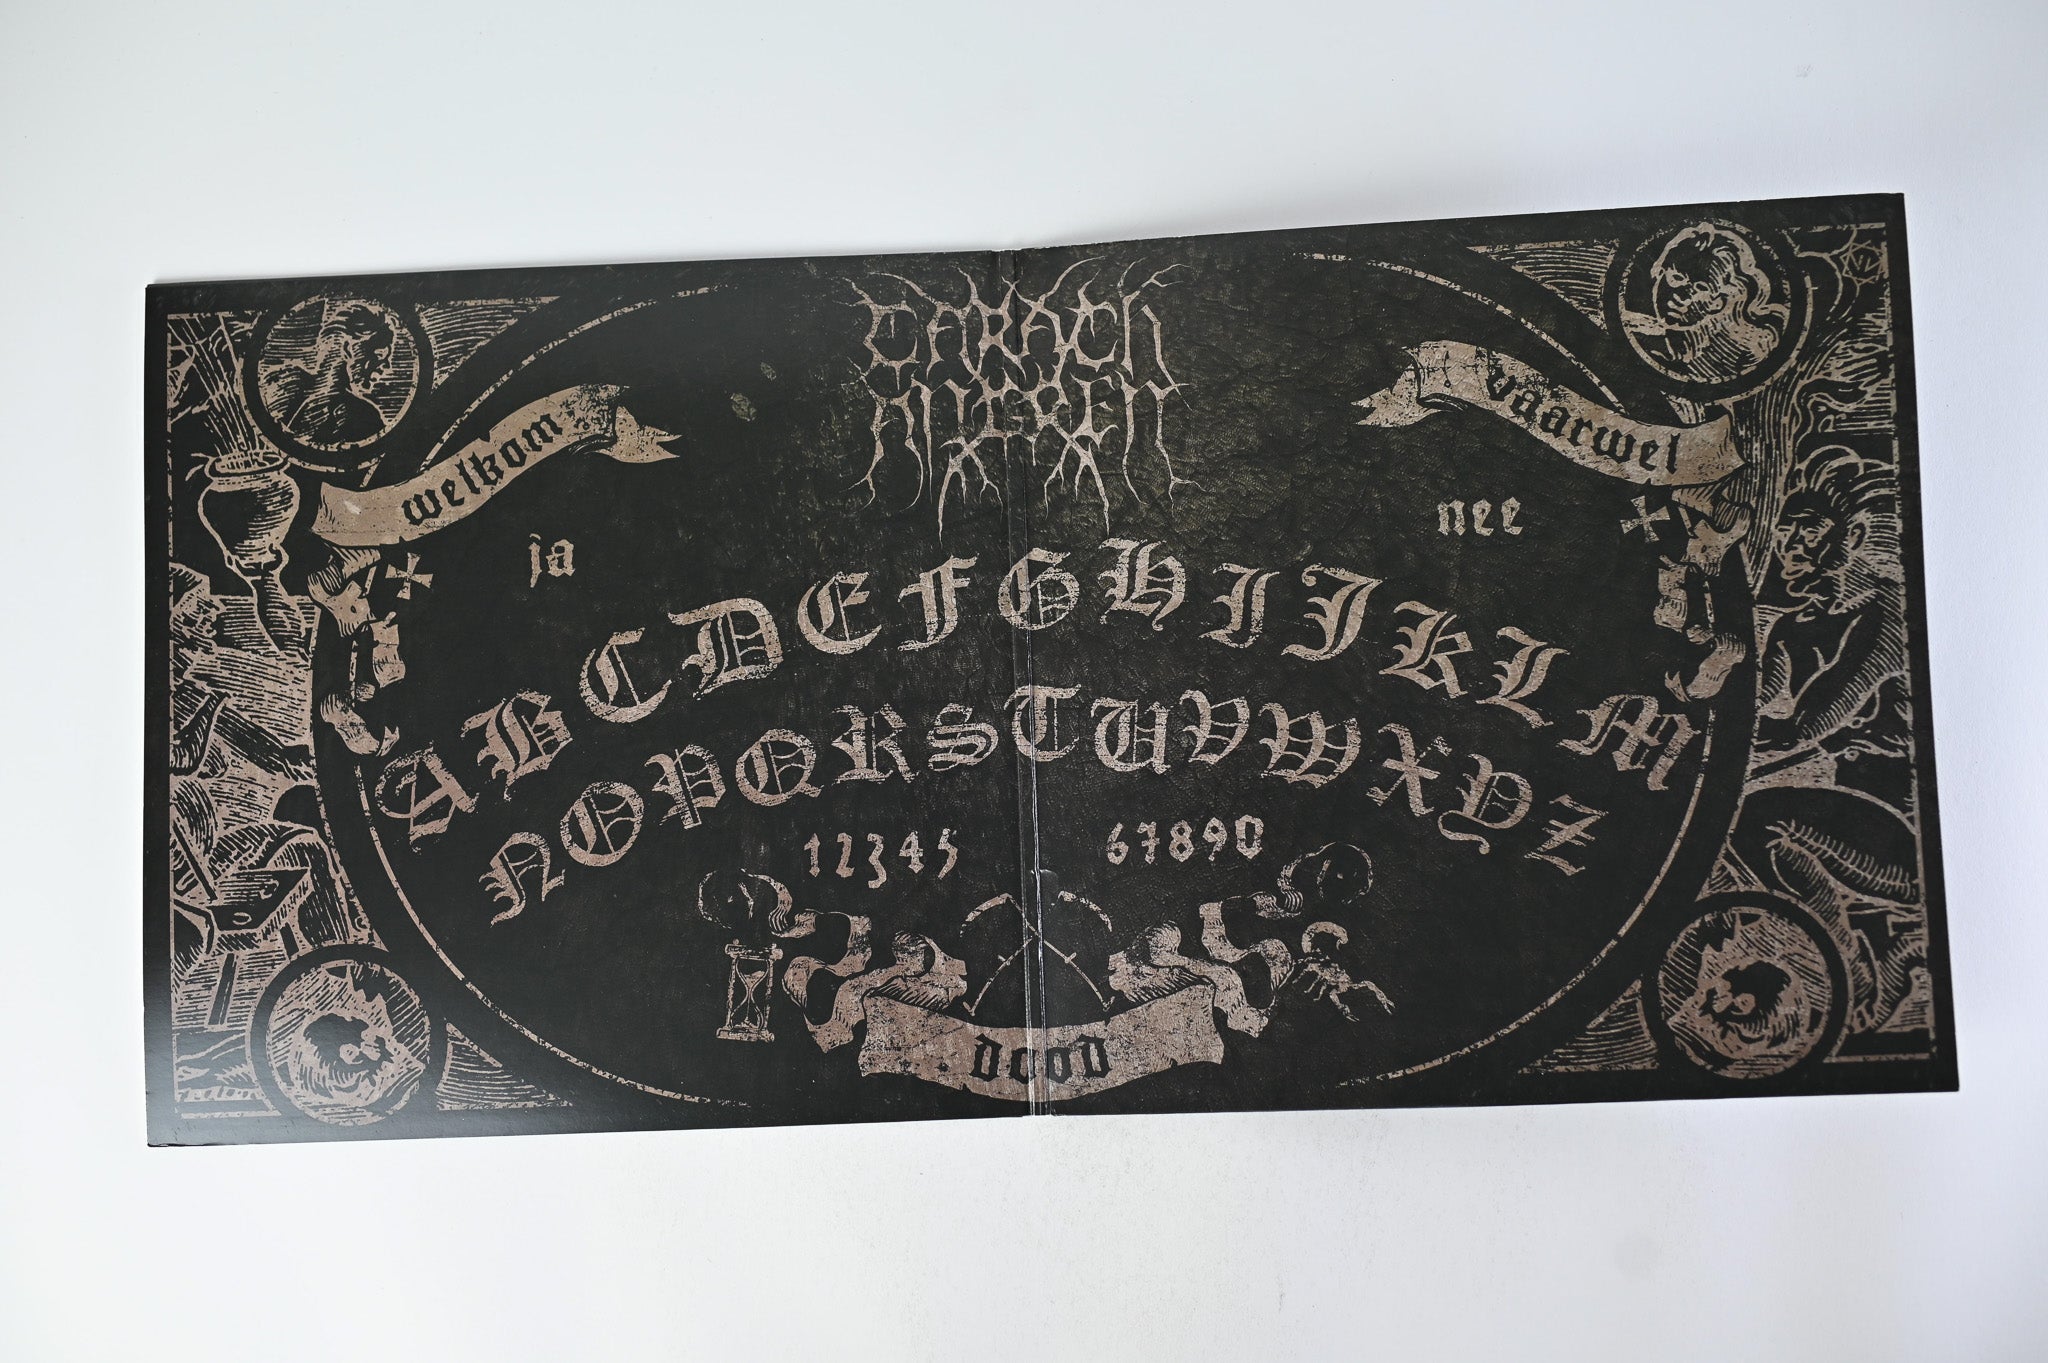 CARACH
ANGREN
welkom
vaarwel
ja
nee
ABCDEFGHIJKLM
NOPQRSTUVWXYZ
12345 67890
dood